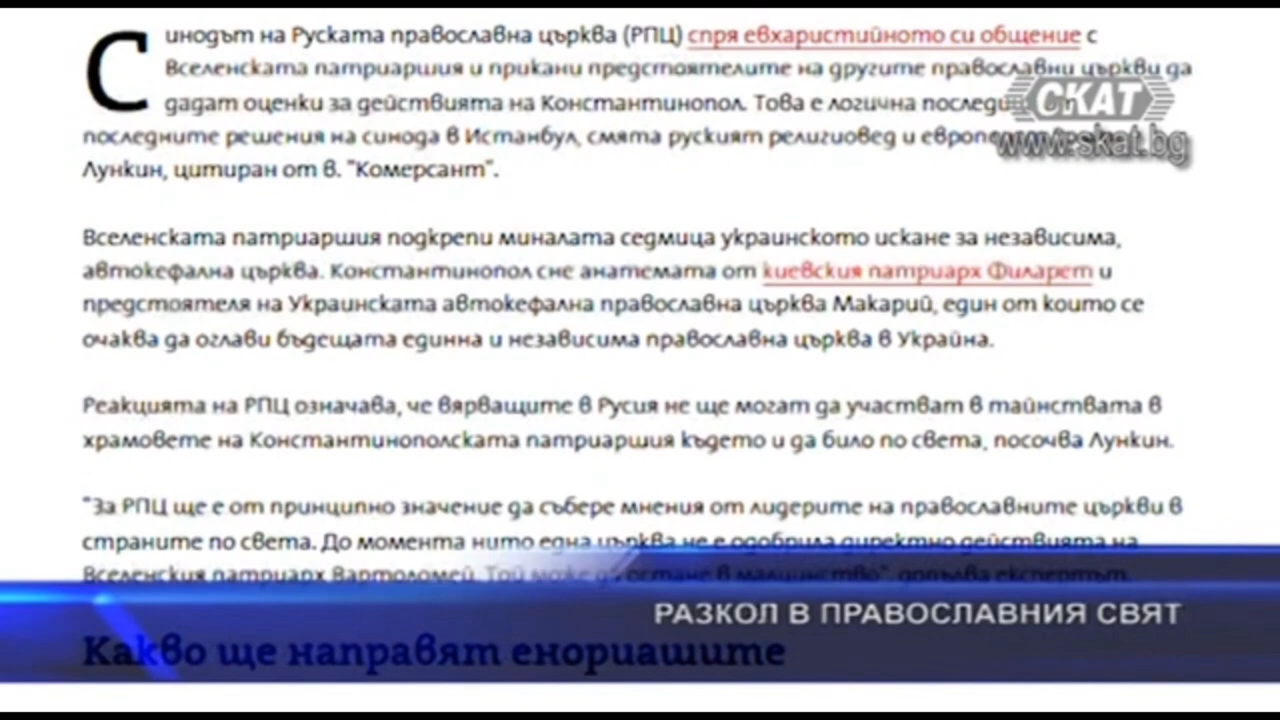 Синодът на Руската православна църква (РПЦ) спря евхаристийното си общение с
Вселенската патриаршия и прикани предстоятелите на другите православни църкви да
дадат оценки за действията на Константинопол. Това е логична
последните решения на синода в Истанбул, смята руският религиовед и
Лункин, цитиран от в. "Комерсант".
СКАТ
www.skat.bg
Вселенската патриаршия подкрепи миналата седмица украинското искане за независима,
автокефална църква. Константинопол сне анатемата от киевския патриарх Филарет и
предстоятеля на Украинската автокефална православна църква Макарий, един от които се
очаква да оглави бъдещата единна и независима православна църква в Украйна.
Реакцията на РПЦ означава, че вярващите в Русия не ще могат да участват в тайнствата в
храмовете на Константинополската патриаршия където и да било по света, посочва Лункин.
"За РПЦ ще е от принципно значение да събере мнения от лидерите на православните църкви в
страните по света. До момента нито една църква не е одобрила директно действията на
Вселенския патриарх Вартоломей. Той може да остане в малцинство", допълва експертът.
РАЗКОЛ В ПРАВОСЛАВНИЯ СВЯТ
Какво ще направят енориашите